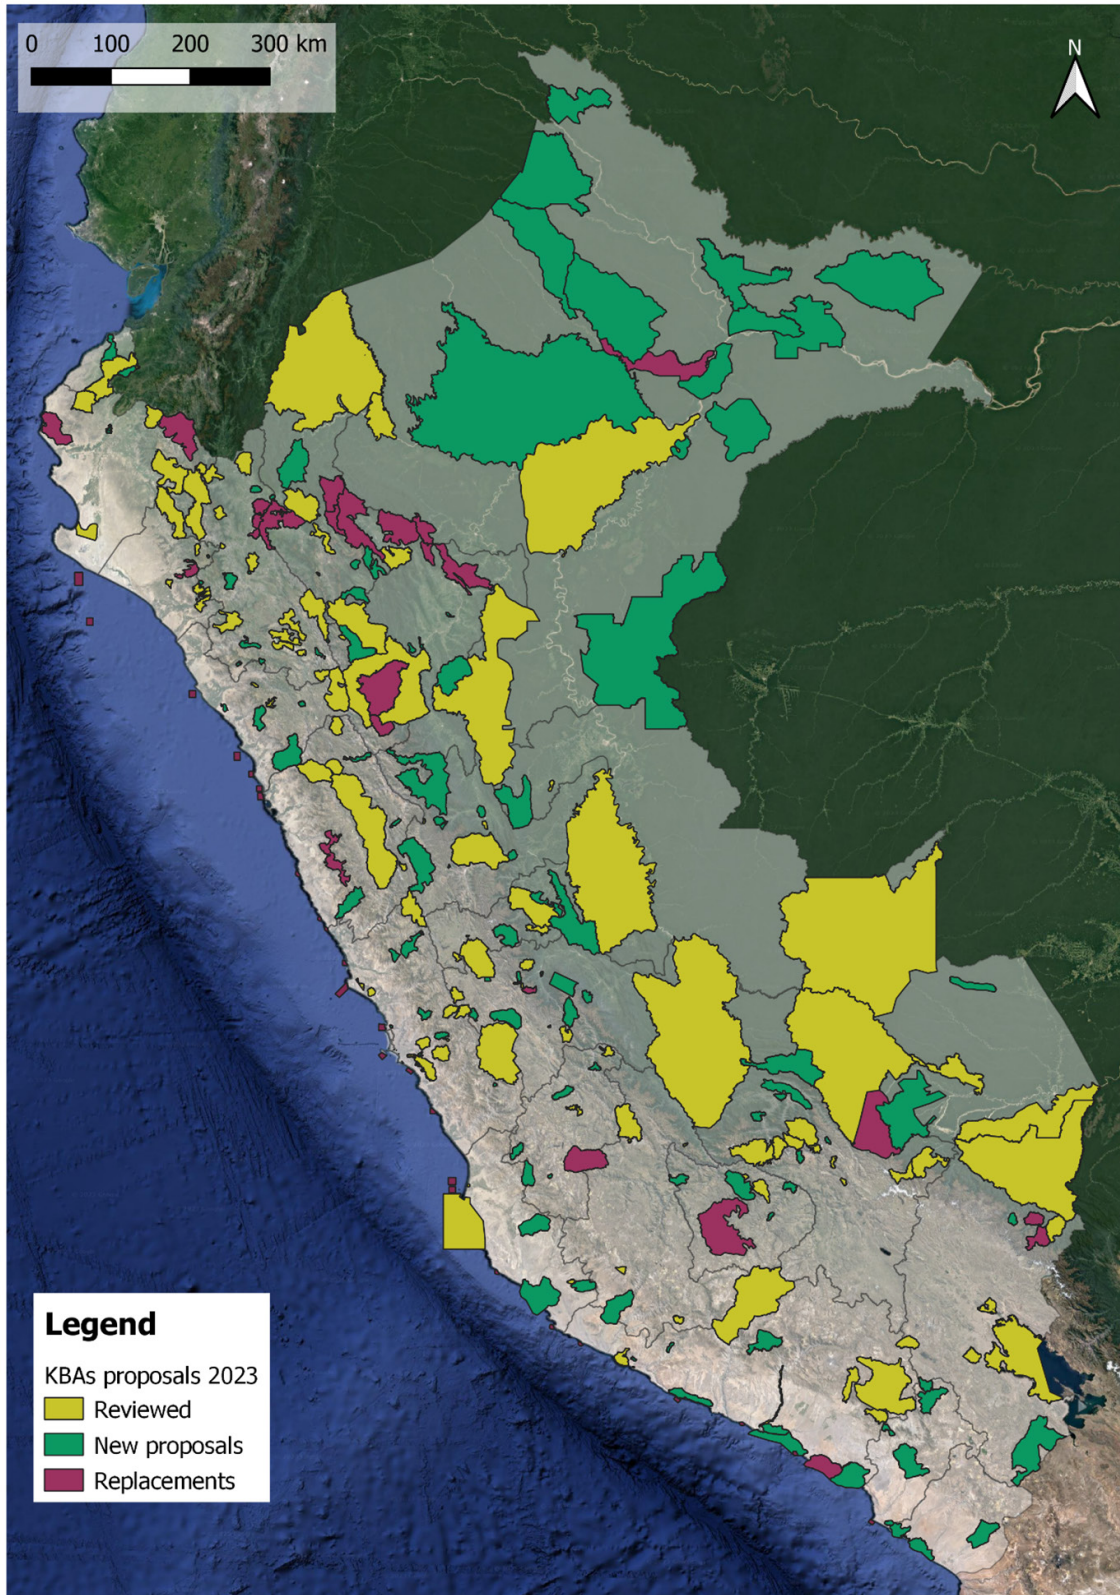 0 100 200 300 km
N
Legend
KBAs proposals 2023
Reviewed
New proposals
Replacements